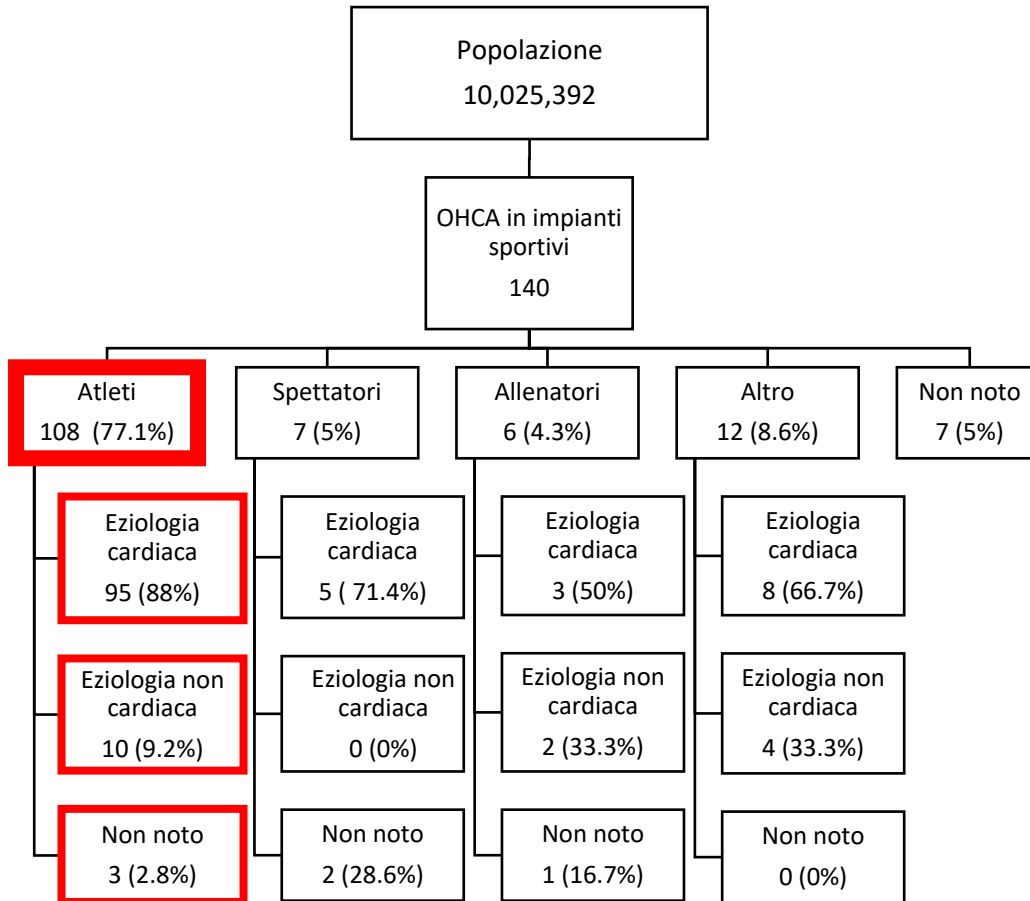 Popolazione
10,025,392
OHCA in impianti
sportivi
140
Atleti
108 (77.1%)
Spettatori
7 (5%)
Allenatori
6 (4.3%)
Altro
12 (8.6%)
Non noto
7 (5%)
Eziologia
cardiaca
95 (88%)
Eziologia
cardiaca
5 ( 71.4%)
Eziologia
cardiaca
3 (50%)
Eziologia
cardiaca
8 (66.7%)
Eziologia non
cardiaca
10 (9.2%)
Eziologia non
cardiaca
0 (0%)
Eziologia non
cardiaca
2 (33.3%)
Eziologia non
cardiaca
4 (33.3%)
Non noto
3 (2.8%)
Non noto
2 (28.6%)
Non noto
1 (16.7%)
Non noto
0 (0%)